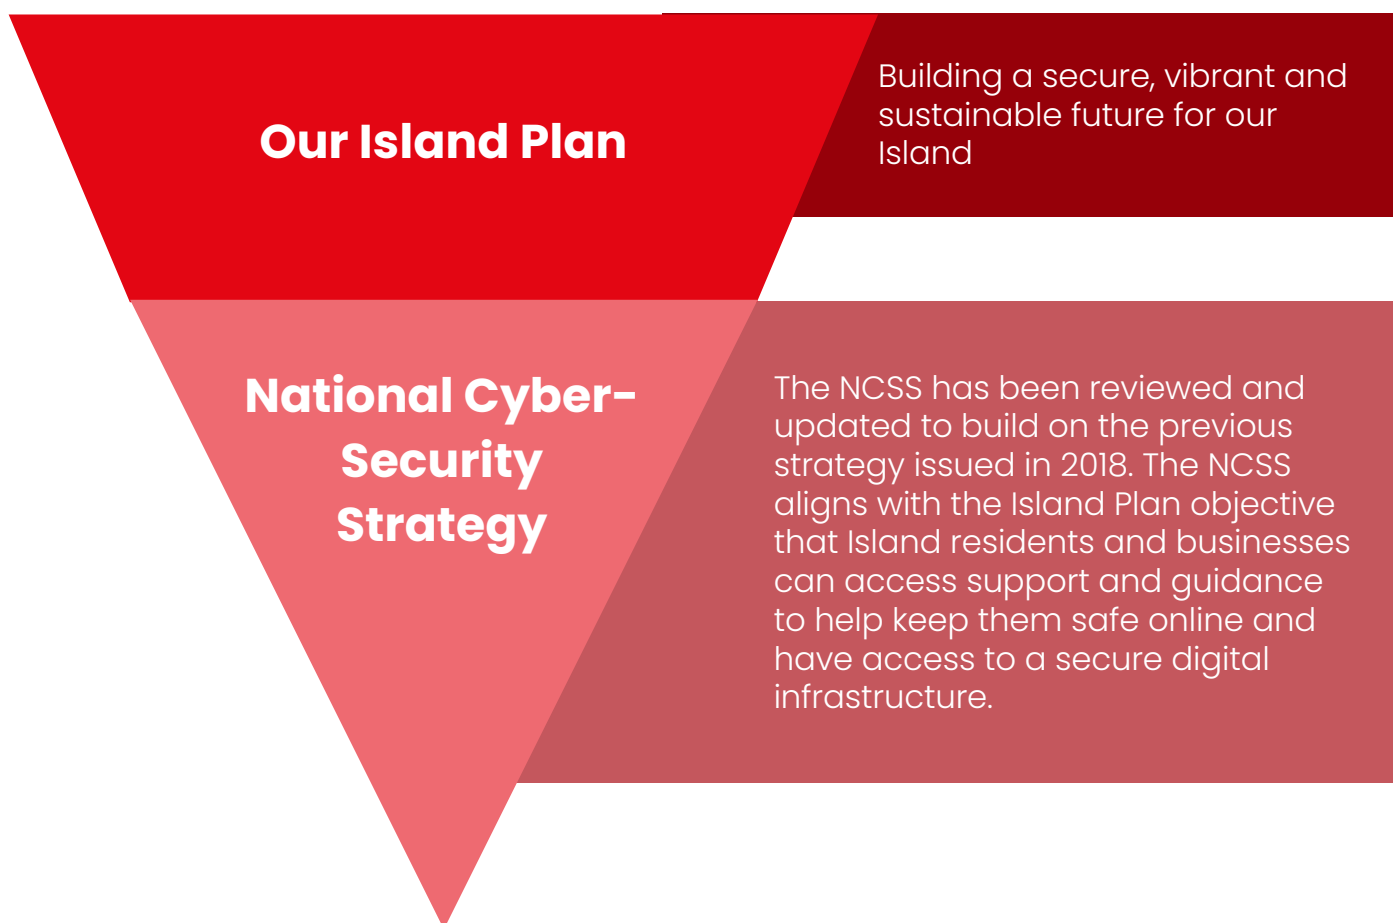 Our Island Plan
Building a secure, vibrant and
sustainable future for our
Island
National Cyber-
Security
Strategy
The NCSS has been reviewed and
updated to build on the previous
strategy issued in 2018. The NCSS
aligns with the Island Plan objective
that Island residents and businesses
can access support and guidance
to help keep them safe online and
have access to a secure digital
infrastructure.